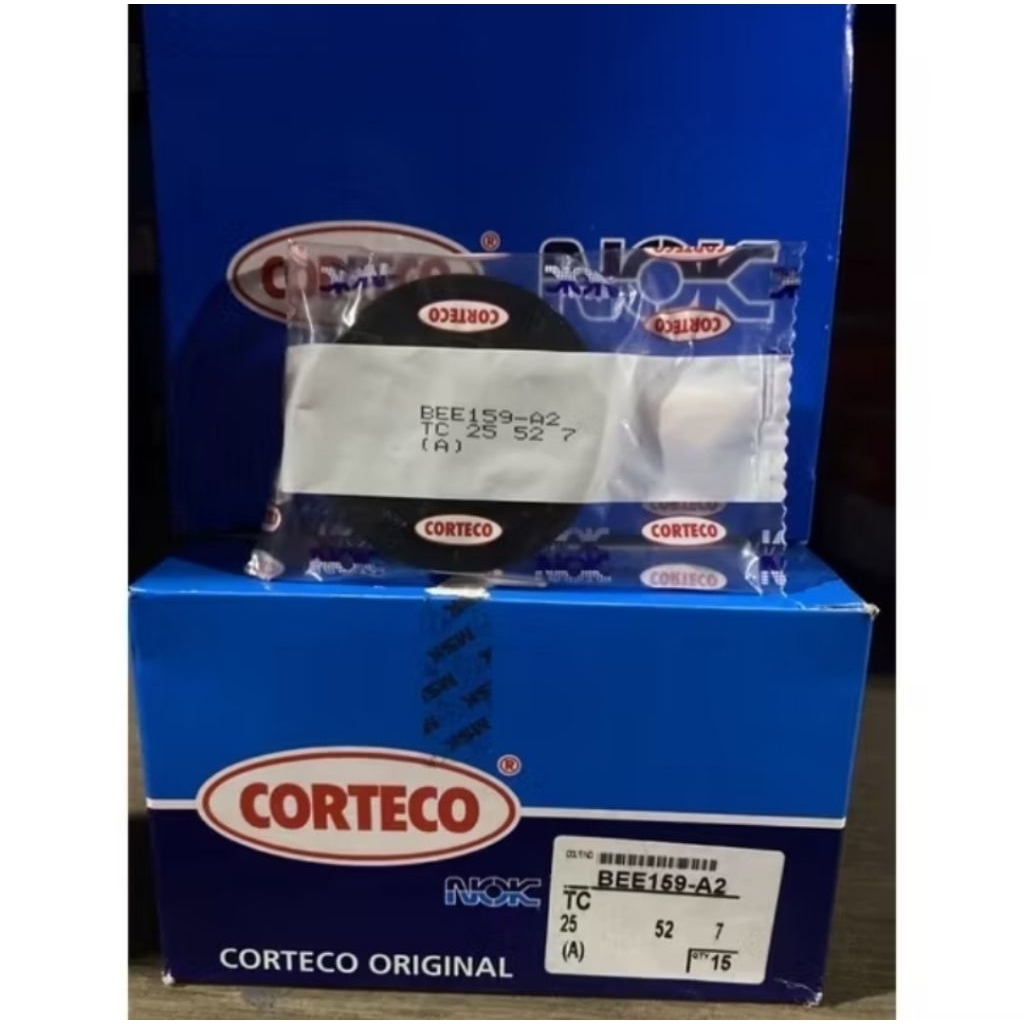 CORTECO ®
NOK
CORTECO
CORTECO
BEE159-A2
TC 25 52 7
(A)
CORTECO
CORTECO
CORTECO
NOK
CORTECO ®
NOK
CORTECO ORIGINAL
BEE159-A2
TC
25 52 7
(A)
QTY 15